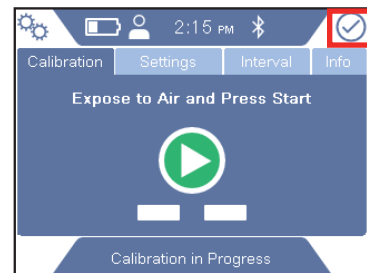 2:15 PM
Calibration Settings Interval Info
Expose to Air and Press Start
Calibration in Progress